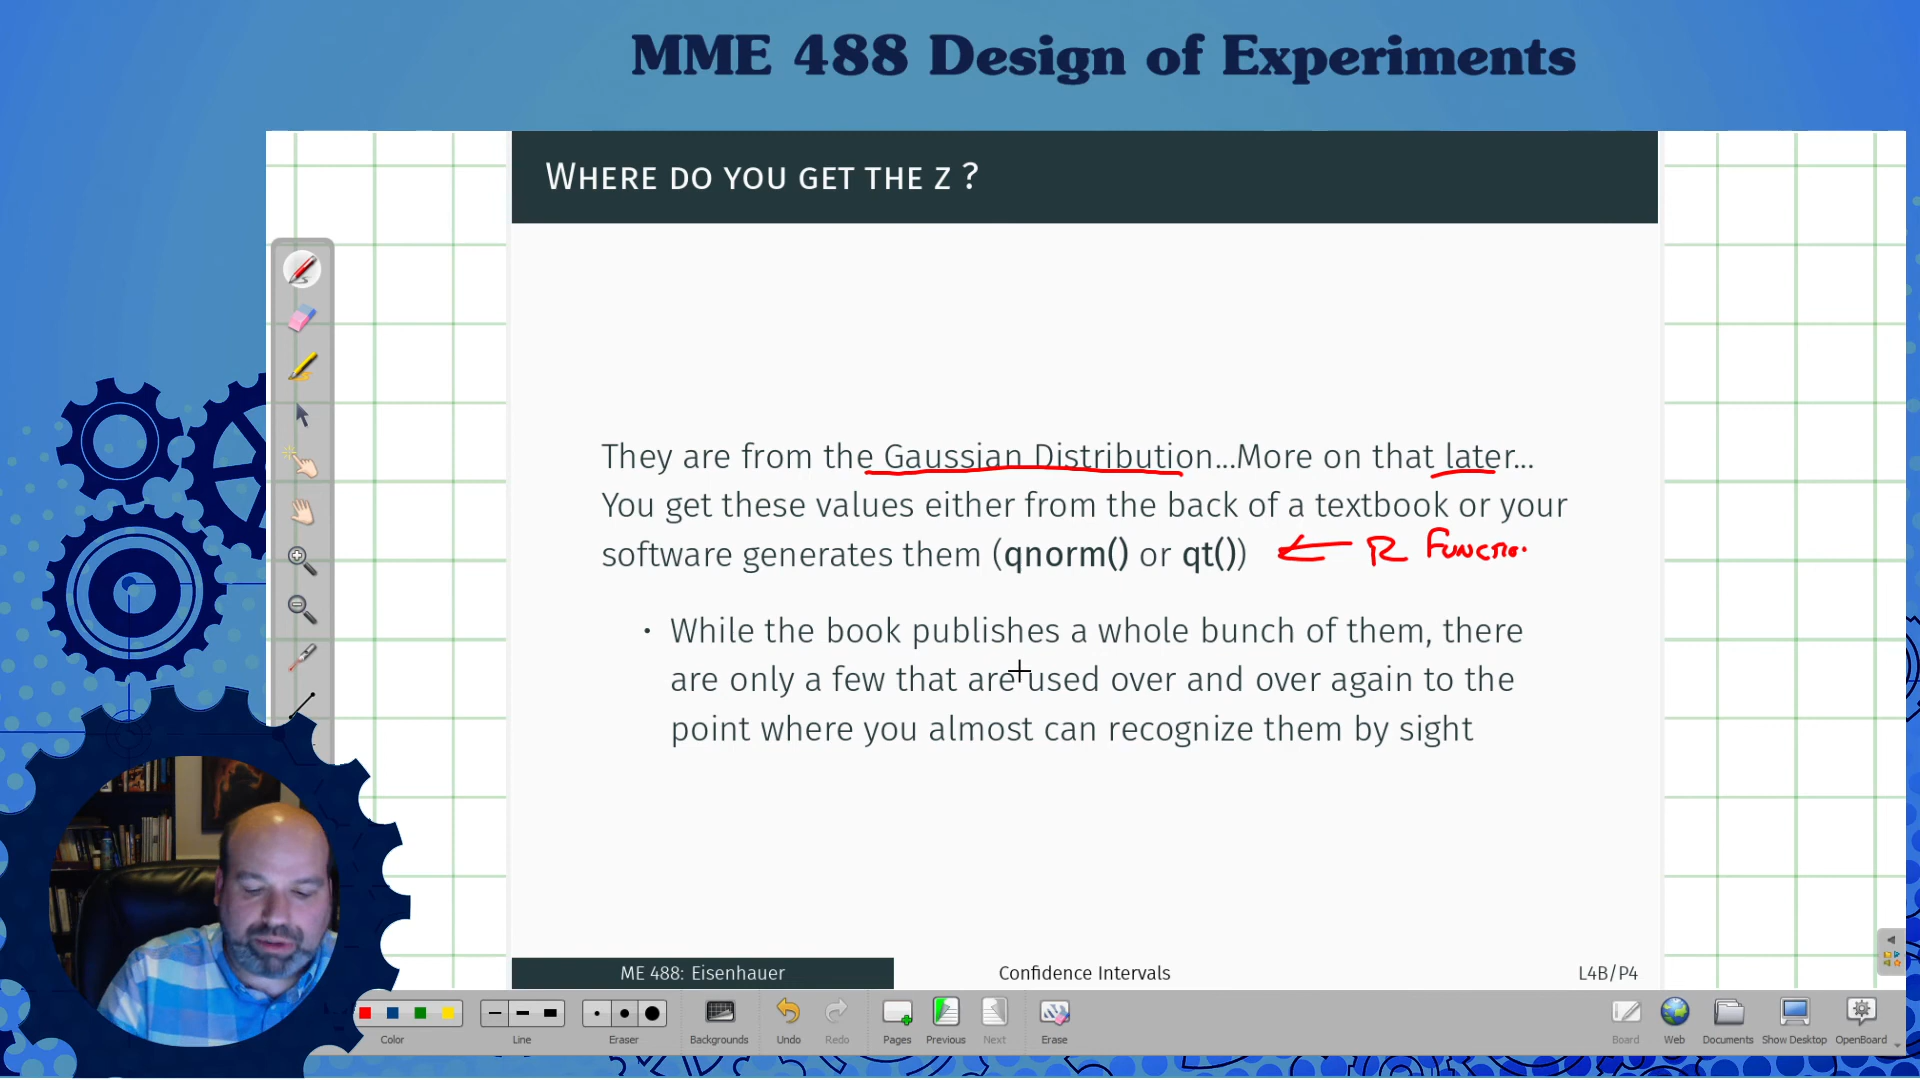 MME 488 Design of Experiments
WHERE DO YOU GET THE Z ?
They are from the Gaussian Distribution...More on that later...
You get these values either from the back of a textbook or your
software generates them (qnorm() or qt())
R FUNCTIO.
• While the book publishes a whole bunch of them, there
are only a few that are used over and over again to the
point where you almost can recognize them by sight
ME 488: Eisenhauer
Confidence Intervals
L4B/P4
Color
Line
Eraser
Backgrounds
Undo
Redo
Pages
Previous
Next
Erase
Board
Web
Documents
Show Desktop
OpenBoard